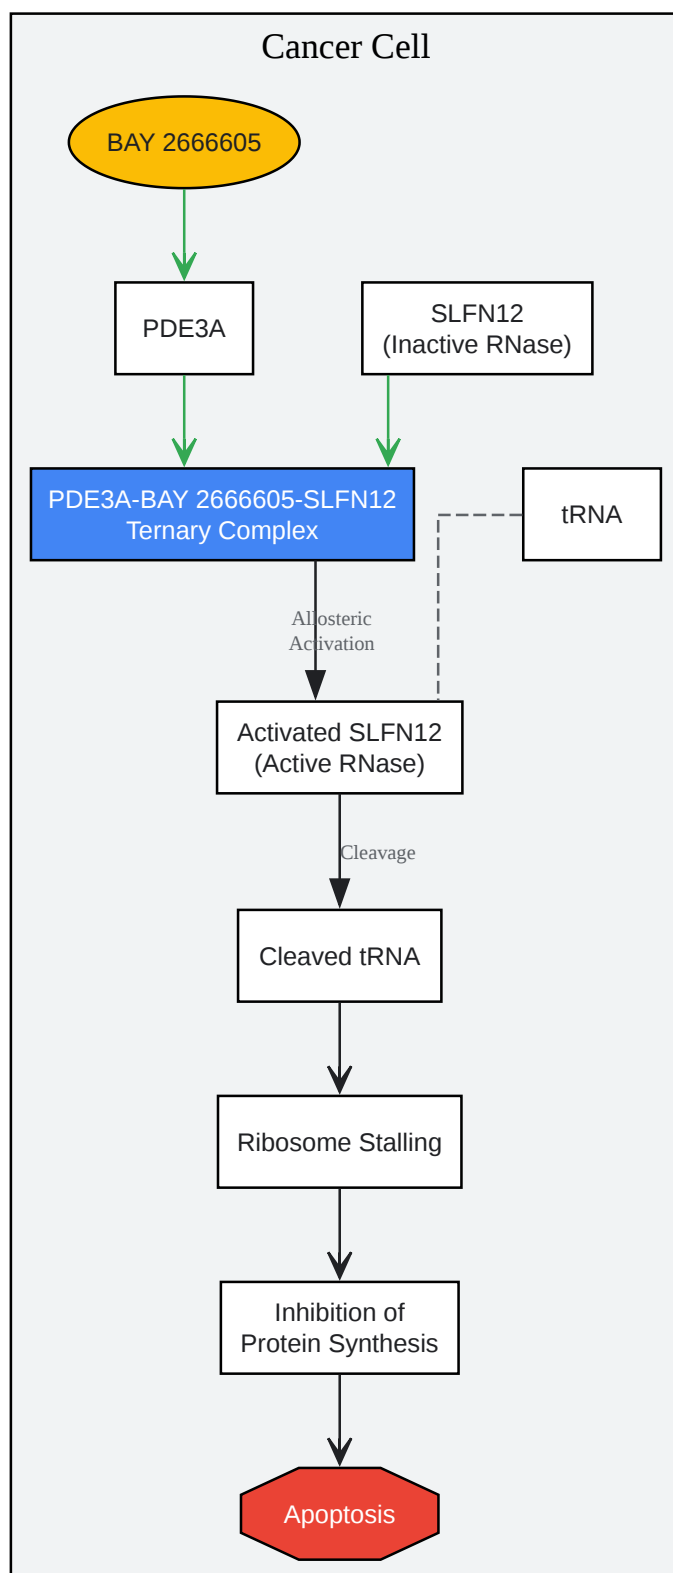 Cancer Cell
BAY 2666605
PDE3A
SLFN12
(Inactive RNase)
PDE3A-BAY 2666605-SLFN12
Ternary Complex
tRNA
Allosteric
Activation
Activated SLFN12
(Active RNase)
Cleavage
Cleaved tRNA
Ribosome Stalling
Inhibition of
Protein Synthesis
Apoptosis